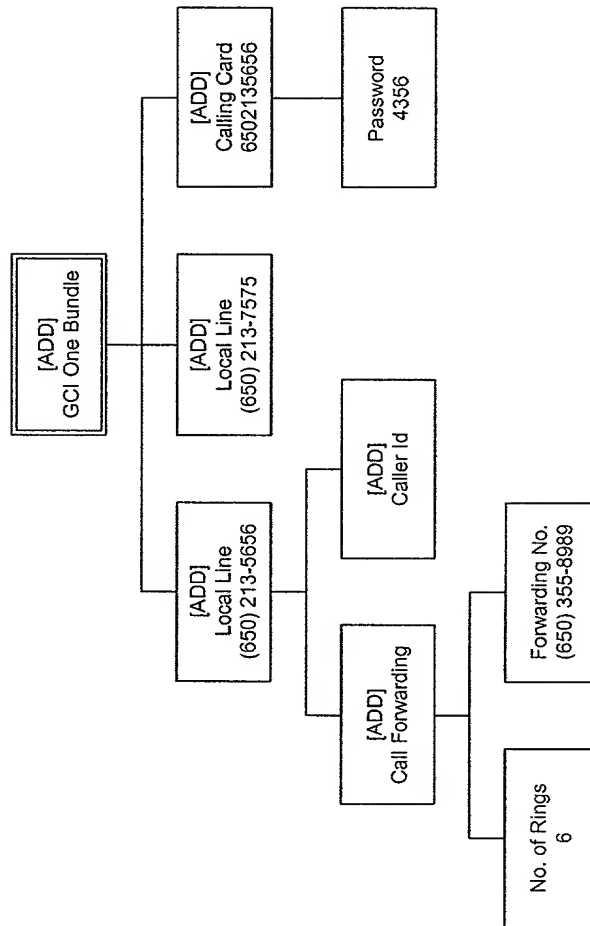 [ADD]
GCI One Bundle
[ADD]
Local Line
(650) 213-5656
[ADD]
Local Line
(650) 213-7575
[ADD]
Calling Card
6502135656
[ADD]
Call Forwarding
[ADD]
Caller Id
Password
4356
No. of Rings
6
Forwarding No.
(650) 355-8989